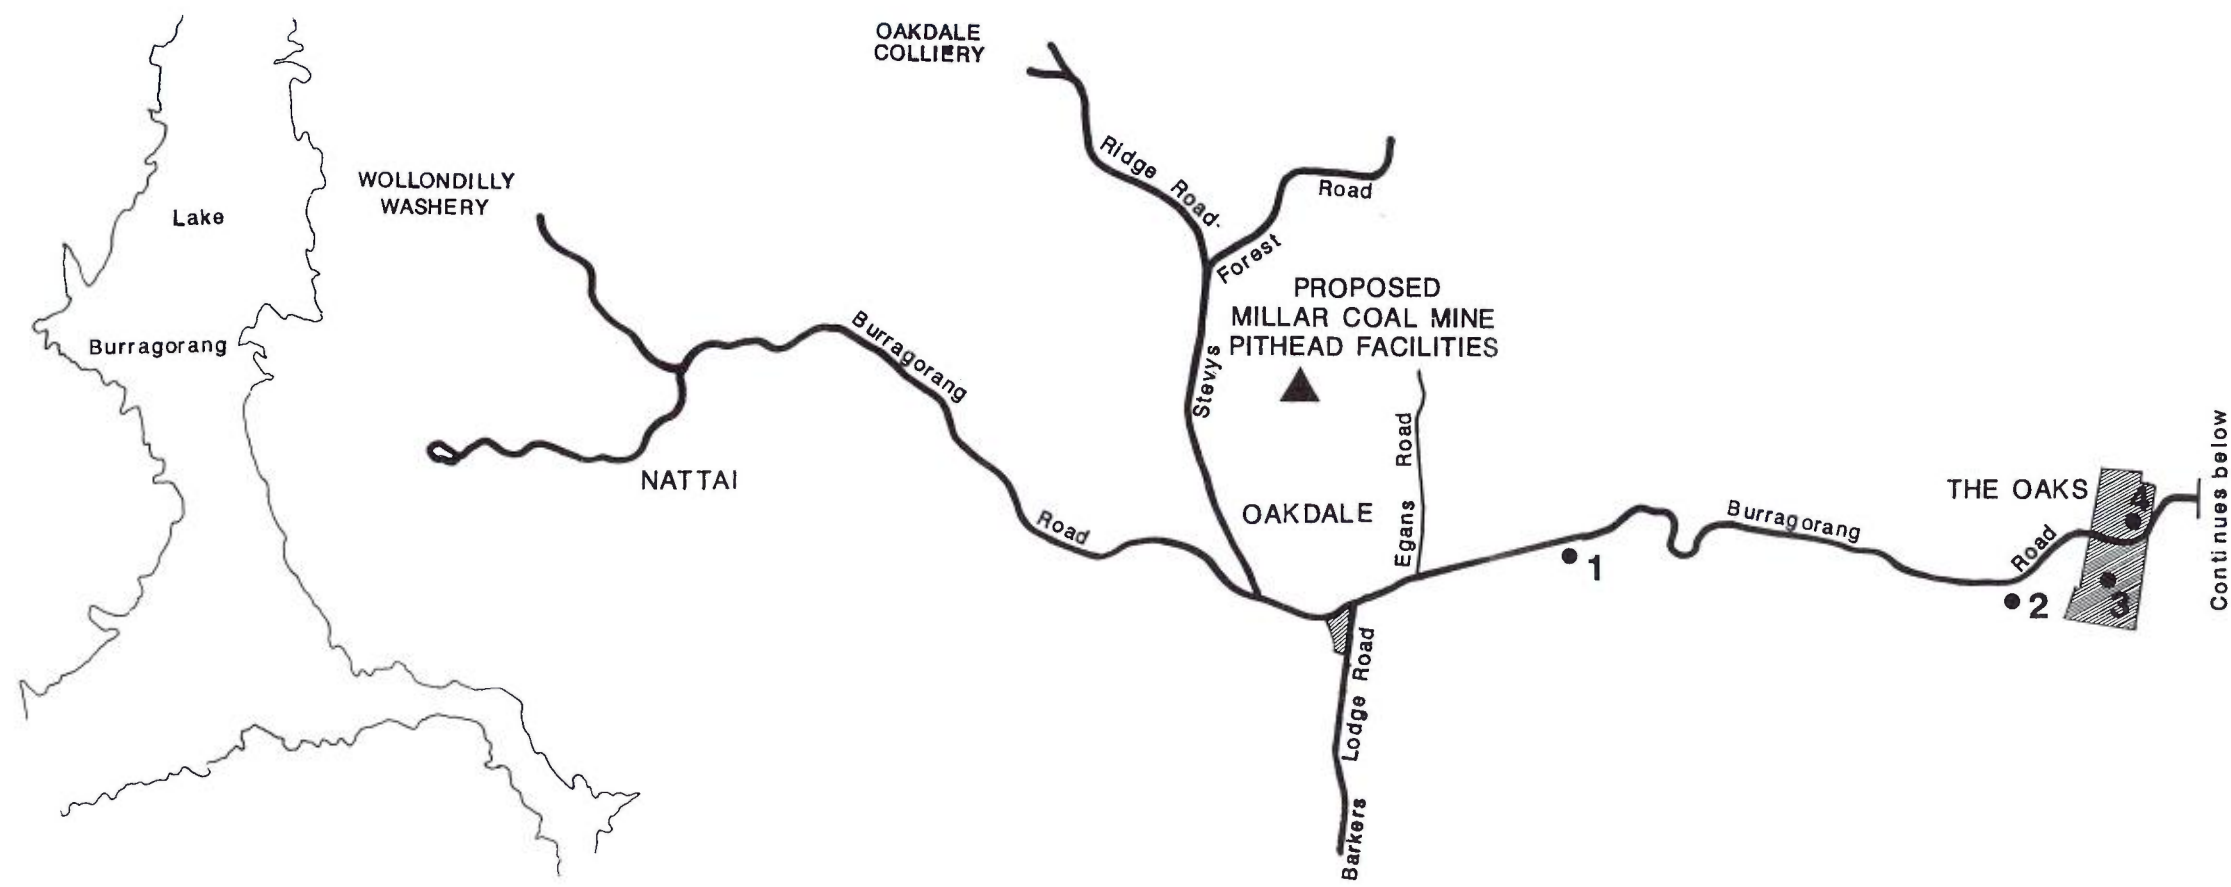 OAKDALE
COLLIERY
WOLLONDILLY
WASHERY
Lake
Burragorang
Ridge Road
Forest Road
PROPOSED
MILLAR COAL MINE
PITHEAD FACILITIES
Stevys
Burragorang Road
NATTAI
OAKDALE
Egans Road
Barkers Lodge Road
1
Burragorang Road
2
THE OAKS
4
3
Continues below